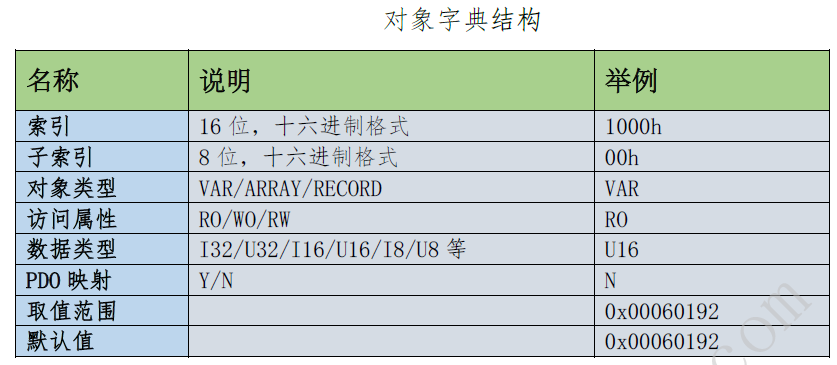 对象字典结构
名称 说明 举例
索引 16 位，十六进制格式 1000h
子索引 8 位，十六进制格式 00h
对象类型 VAR/ARRAY/RECORD VAR
访问属性 RO/WO/RW RO
数据类型 I32/U32/I16/U16/I8/U8 等 U16
PDO 映射 Y/N N
取值范围 0x00060192
默认值 0x00060192
.com